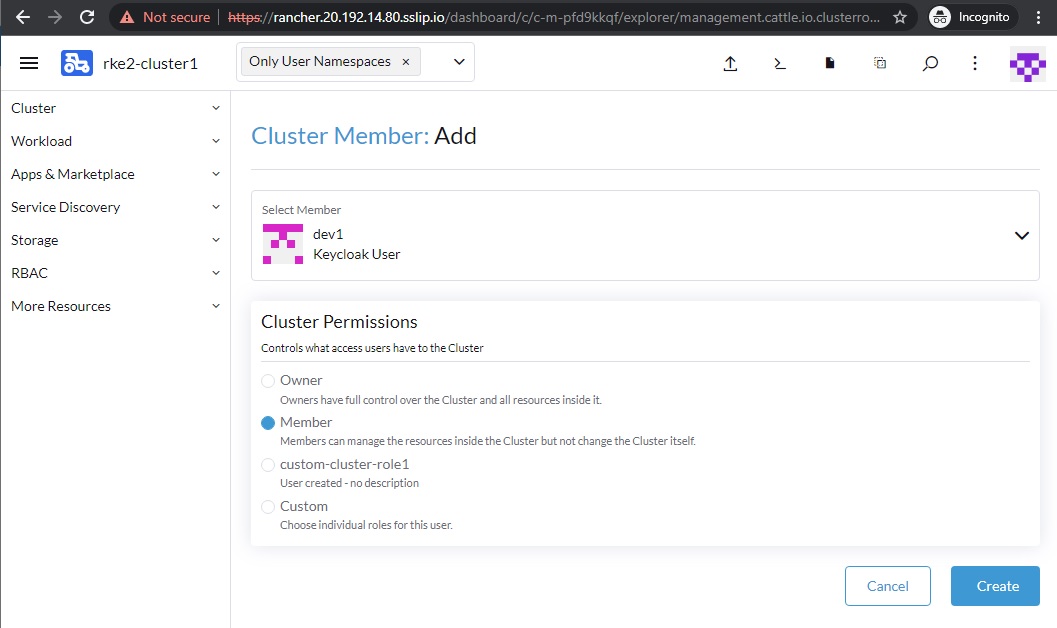 Not secure | https://rancher.20.192.14.80.sslip.io/dashboard/c/c-m-pfd9kkqf/explorer/management.cattle.io.clusterro... Incognito
rke2-cluster1 Only User Namespaces ×
Cluster
Workload
Apps & Marketplace
Service Discovery
Storage
RBAC
More Resources
Cluster Member: Add
Select Member
dev1
Keycloak User
Cluster Permissions
Controls what access users have to the Cluster
Owner
Owners have full control over the Cluster and all resources inside it.
Member
Members can manage the resources inside the Cluster but not change the Cluster itself.
custom-cluster-role1
User created - no description
Custom
Choose individual roles for this user.
Cancel Create